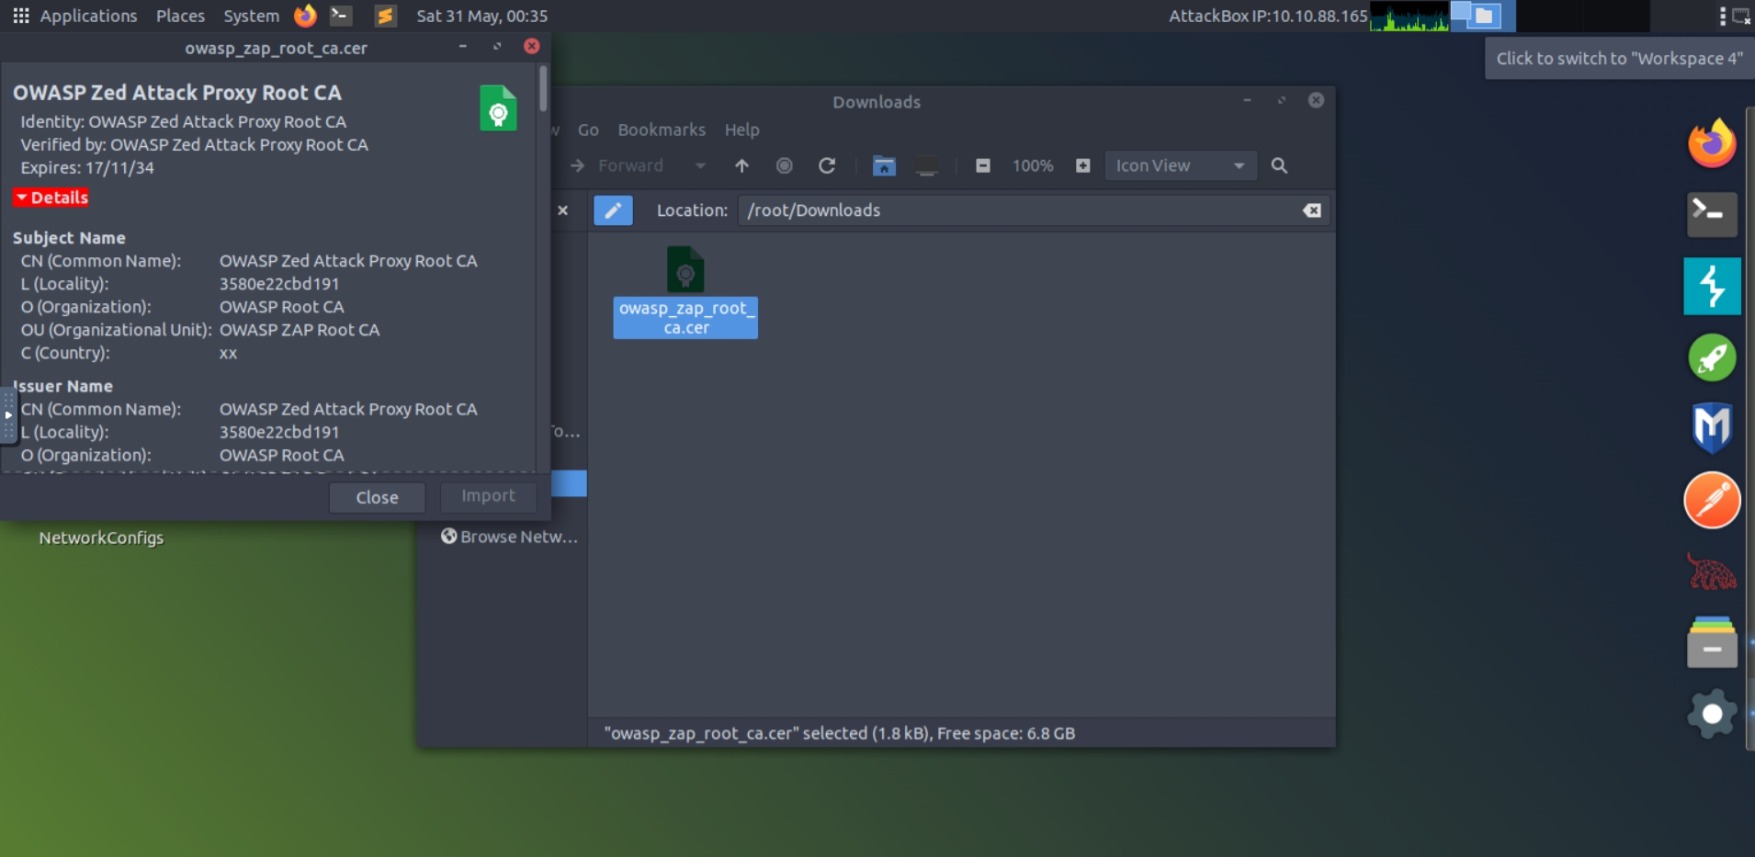 Applications Places System Sat 31 May, 00:35 AttackBox IP:10.10.88.165
Click to switch to "Workspace 4"
owasp_zap_root_ca.cer
OWASP Zed Attack Proxy Root CA
Identity: OWASP Zed Attack Proxy Root CA
Verified by: OWASP Zed Attack Proxy Root CA
Expires: 17/11/34
Details
Subject Name
CN (Common Name): OWASP Zed Attack Proxy Root CA
L (Locality): 3580e22cbd191
O (Organization): OWASP Root CA
OU (Organizational Unit): OWASP ZAP Root CA
C (Country): xx
Issuer Name
CN (Common Name): OWASP Zed Attack Proxy Root CA
L (Locality): 3580e22cbd191
O (Organization): OWASP Root CA
Close Import
NetworkConfigs
Downloads
Go Bookmarks Help
Forward 100% Icon View
Location: /root/Downloads
owasp_zap_root_
ca.cer
Browse Netw...
"owasp_zap_root_ca.cer" selected (1.8 kB), Free space: 6.8 GB